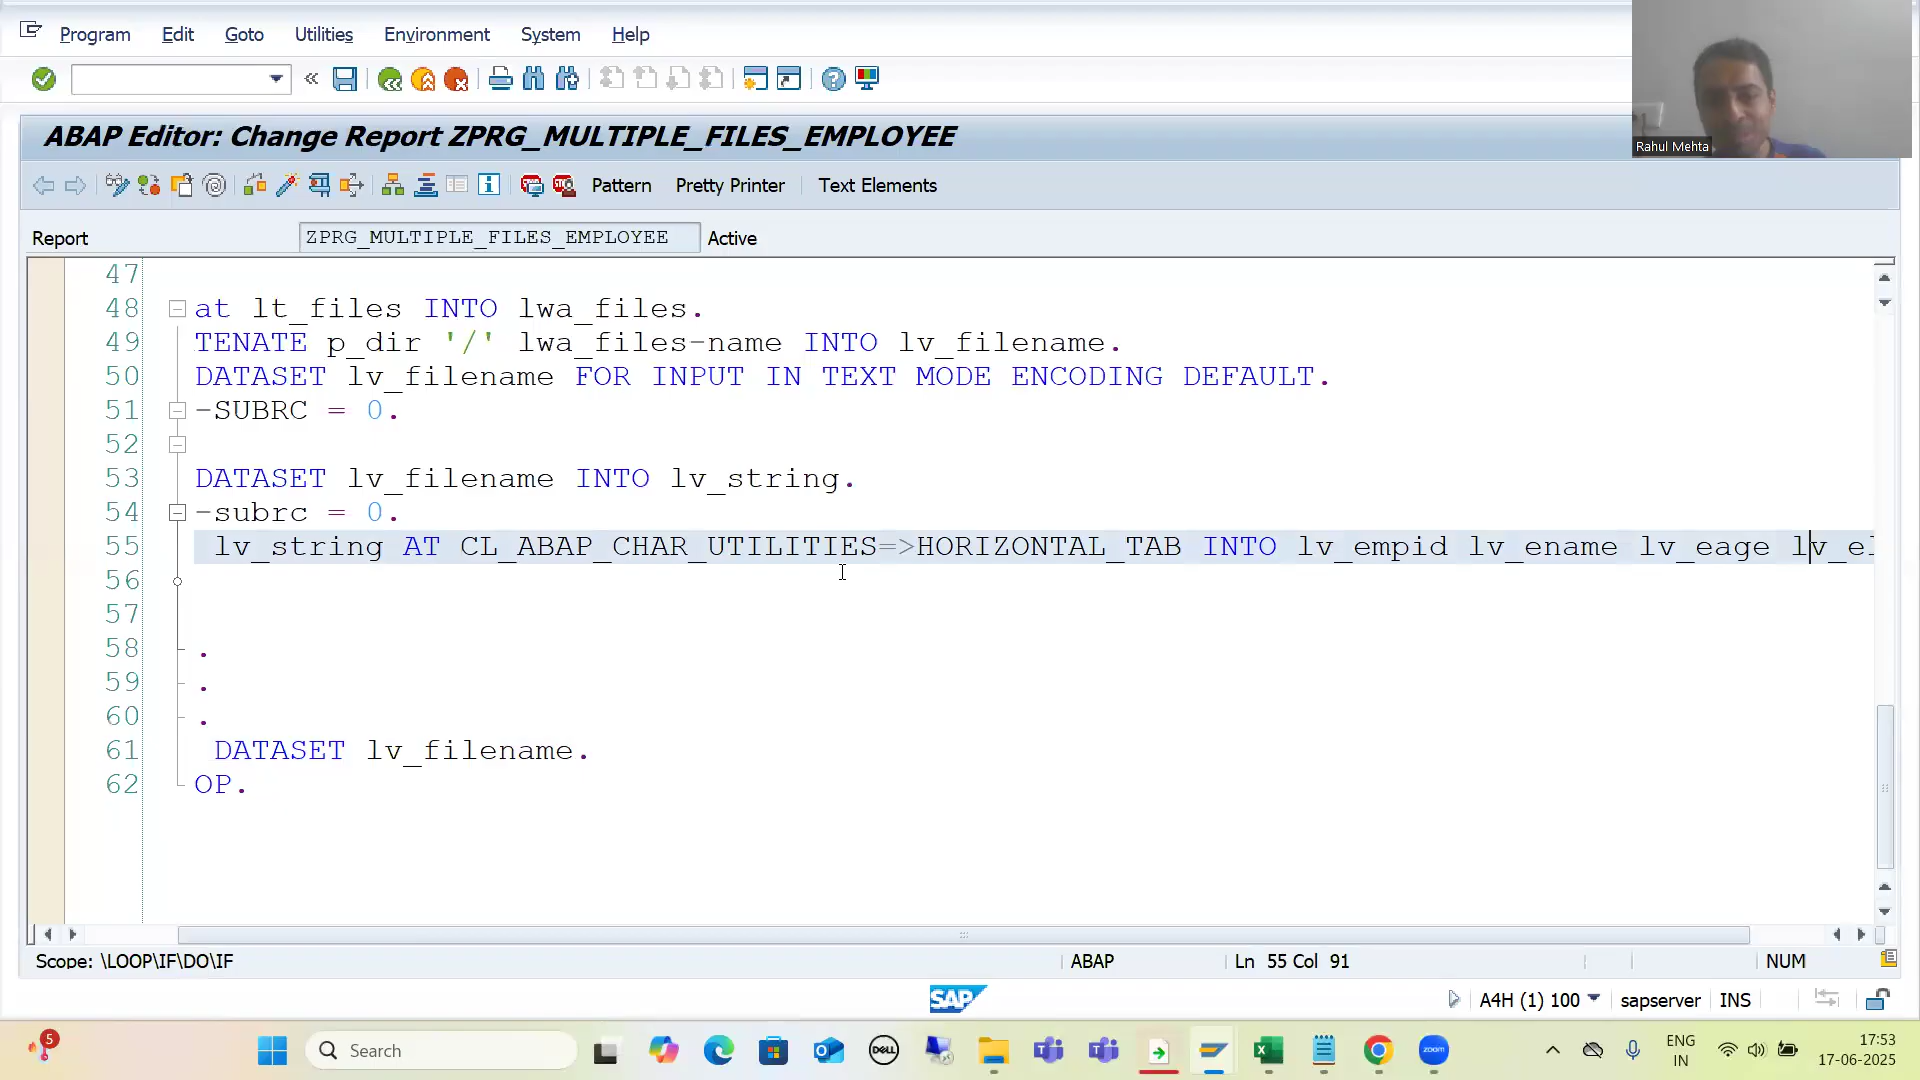 Program Edit Goto Utilities Environment System Help
ABAP Editor: Change Report ZPRG_MULTIPLE_FILES_EMPLOYEE
Rahul Mehta
Pattern Pretty Printer Text Elements
Report ZPRG_MULTIPLE_FILES_EMPLOYEE Active
47
48 at lt_files INTO lwa_files.
49 TENATE p_dir '/' lwa_files-name INTO lv_filename.
50 DATASET lv_filename FOR INPUT IN TEXT MODE ENCODING DEFAULT.
51 -SUBRC = 0.
52
53 DATASET lv_filename INTO lv_string.
54 -subrc = 0.
55 lv_string AT CL_ABAP_CHAR_UTILITIES=>HORIZONTAL_TAB INTO lv_empid lv_ename lv_eage lv_el
56
57
58 .
59 .
60 .
61 DATASET lv_filename.
62 OP.
Scope: \LOOP\IF\DO\IF ABAP Ln 55 Col 91 NUM
SAP A4H (1) 100 sapserver INS
5 Search DELL zoom ENG IN 17:53 17-06-2025